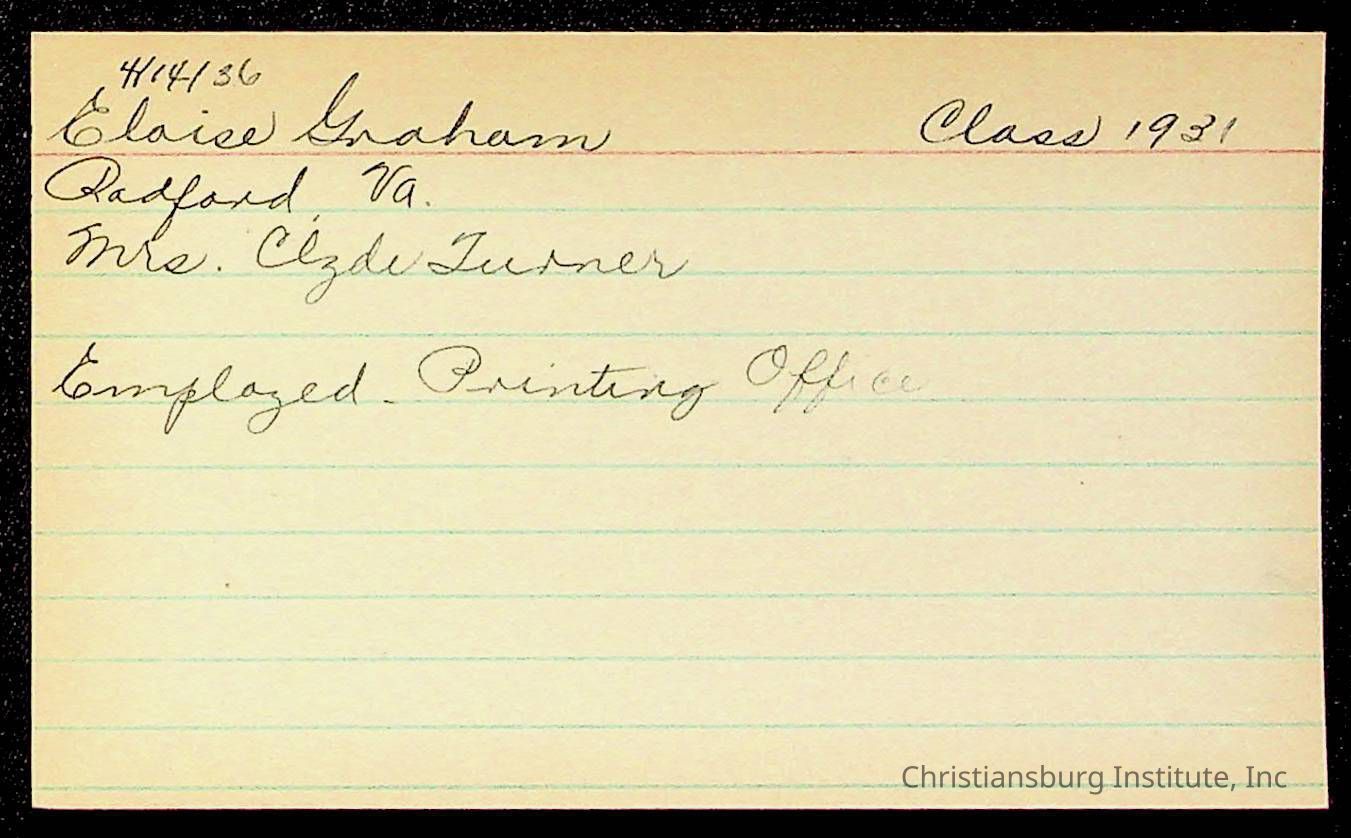 4/14/36
Eloise Graham Class 1931
Radford, Va.
Mrs. Clyde Turner
Employed - Printing Office
Christiansburg Institute, Inc